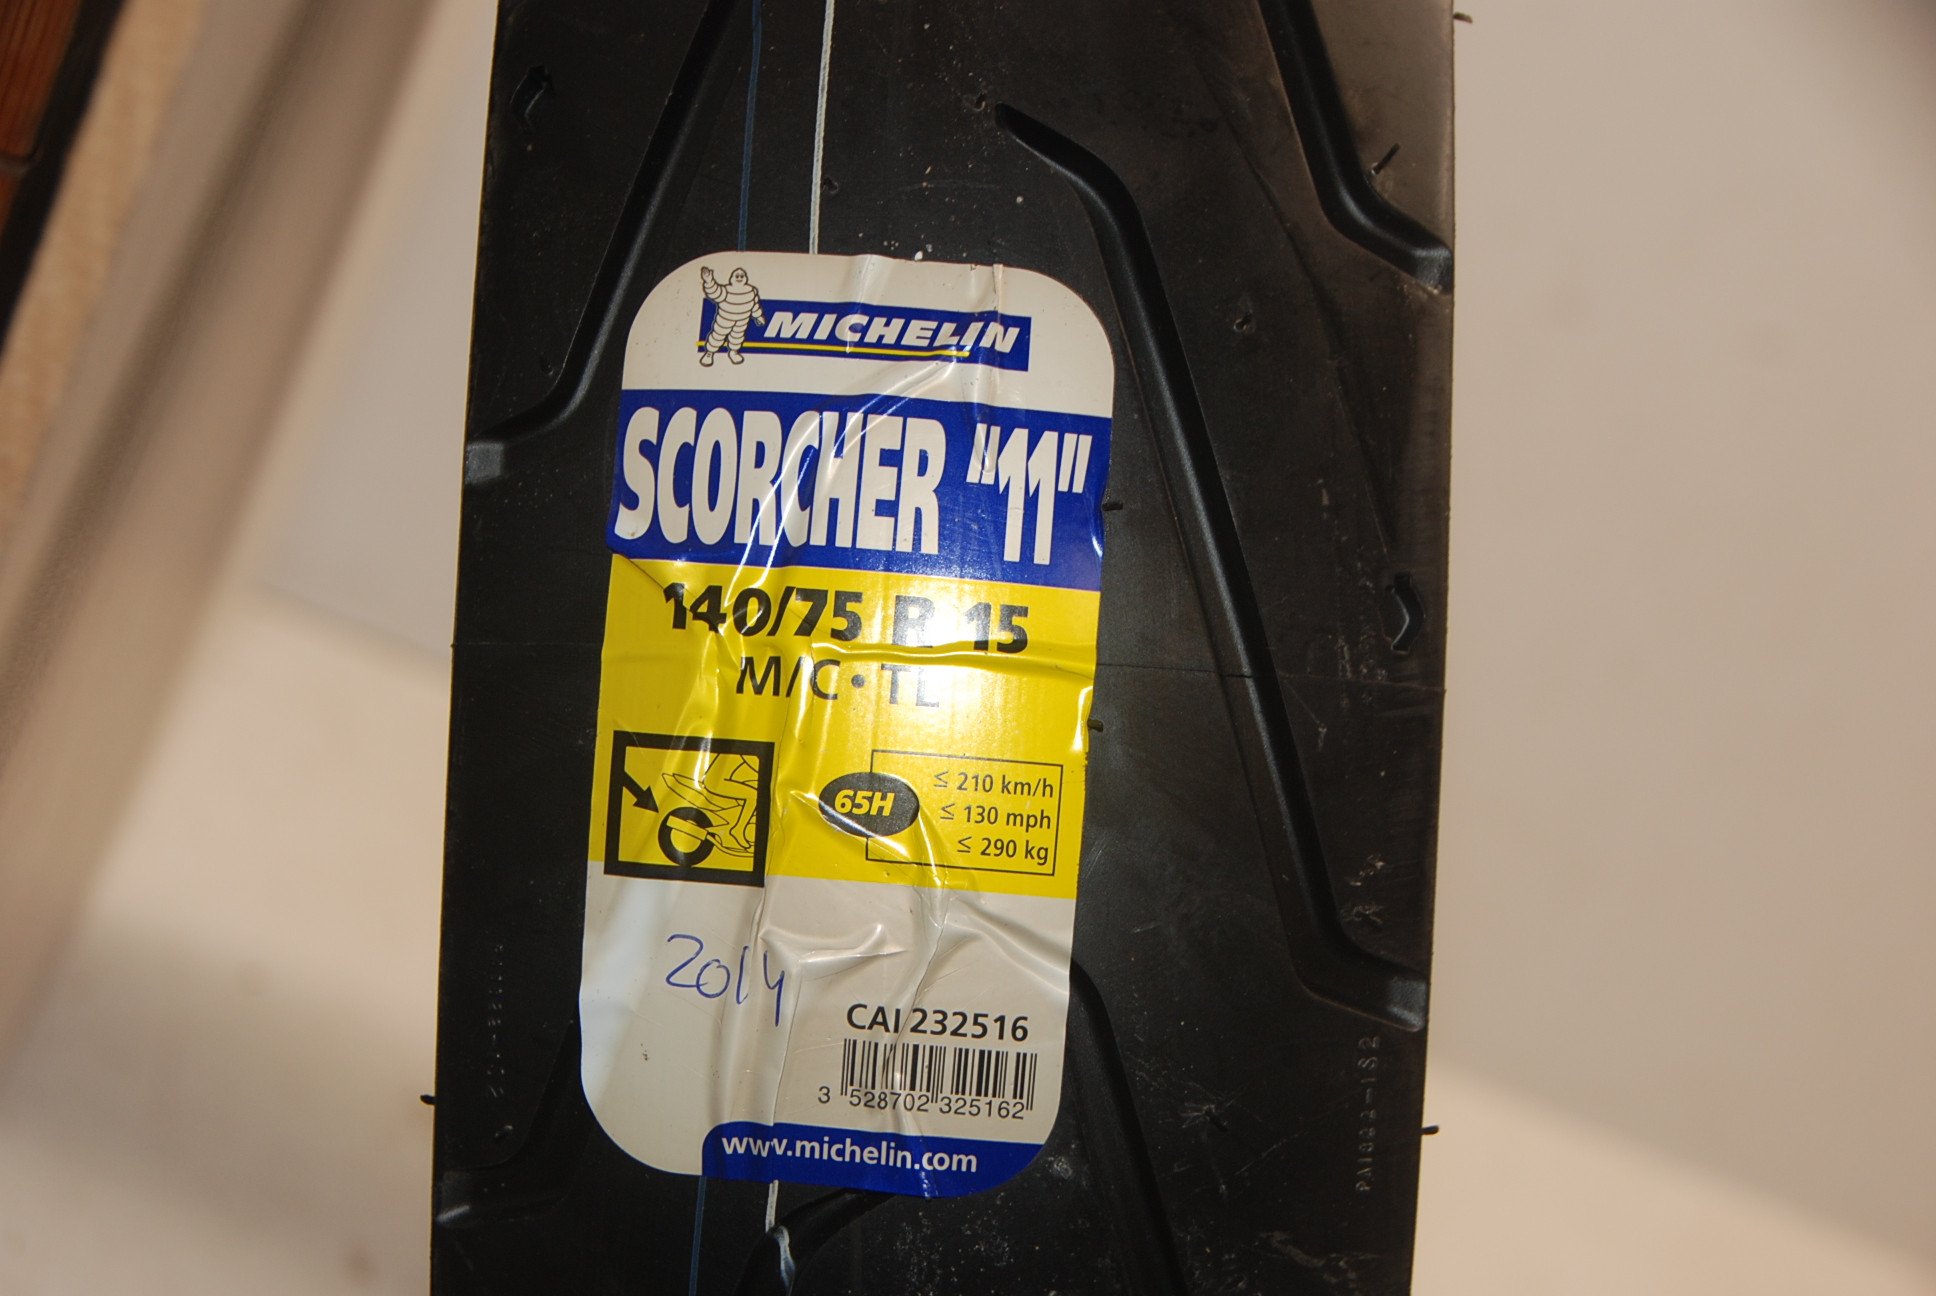 MICHELIN
SCORCHER "11"
140/75 R 15
M/C • TL
65H
≤ 210 km/h
≤ 130 mph
≤ 290 kg
2014
CAI 232516
3 528702 325162
www.michelin.com